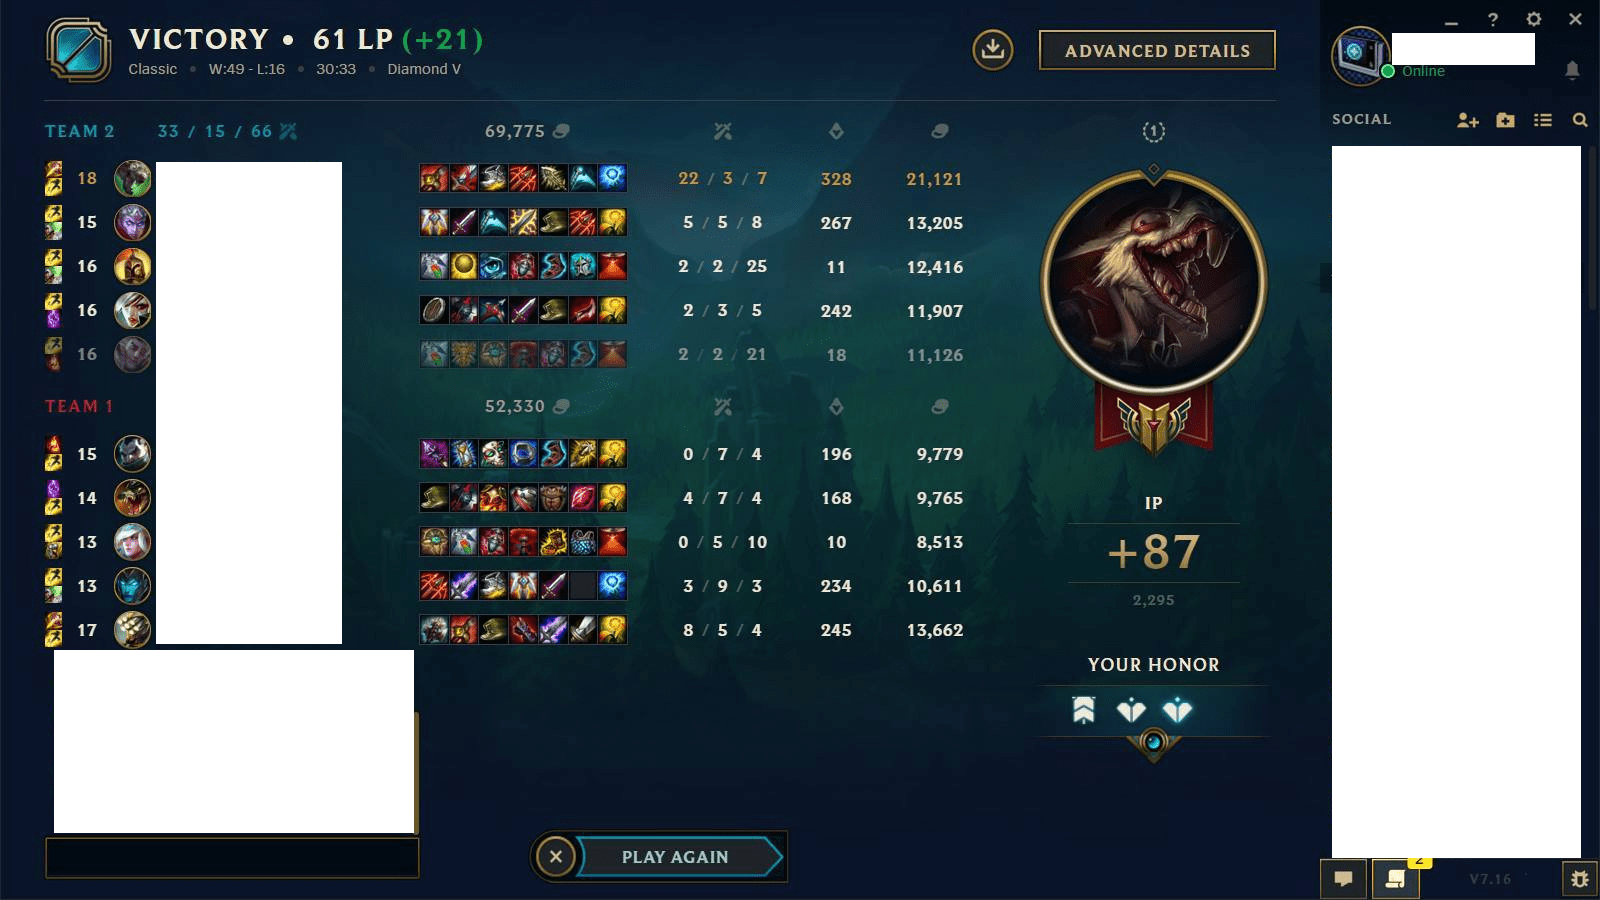 VICTORY • 61 LP (+21)
Classic • W:49 - L:16 • 30:33 • Diamond V
ADVANCED DETAILS
Online
SOCIAL
TEAM 2 33 / 15 / 66 69,775
1
18 22 / 3 / 7 328 21,121
15 5 / 5 / 8 267 13,205
16 2 / 2 / 25 11 12,416
16 2 / 3 / 5 242 11,907
16 2 / 2 / 21 18 11,126
TEAM 1 52,330
15 0 / 7 / 4 196 9,779
14 4 / 7 / 4 168 9,765
13 0 / 5 / 10 10 8,513
13 3 / 9 / 3 234 10,611
17 8 / 5 / 4 245 13,662
IP
+87
2,295
YOUR HONOR
PLAY AGAIN
2
V7.16